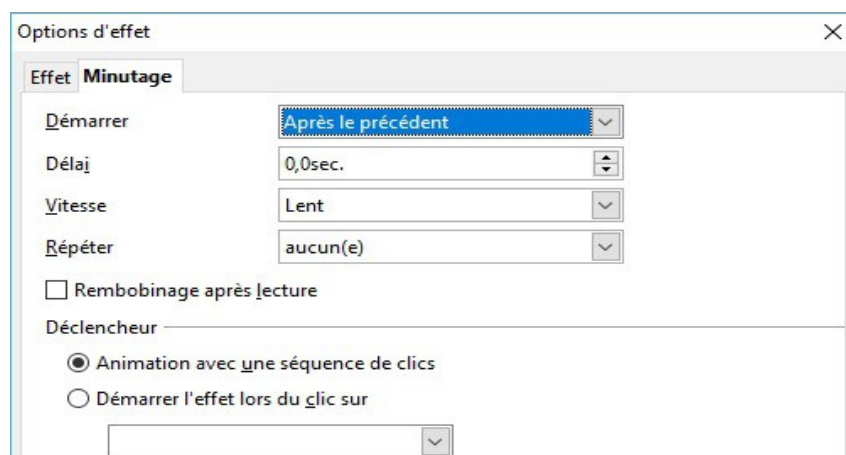 Options d'effet
Effet Minutage
Démarrer Après le précédent
Délai 0,0sec.
Vitesse Lent
Répéter aucun(e)
Rembobinage après lecture
Déclencheur
Animation avec une séquence de clics
Démarrer l'effet lors du clic sur